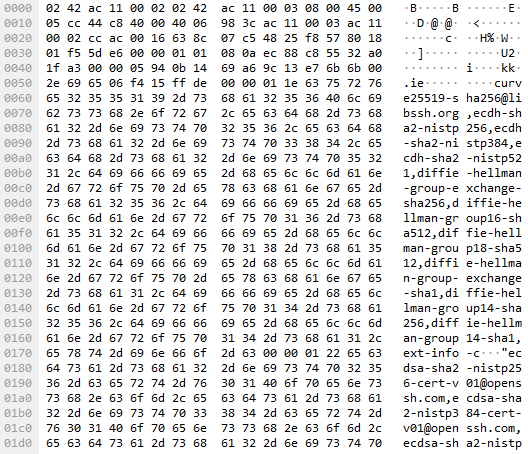 0000 02 42 ac 11 00 02 02 42 ac 11 00 03 08 00 45 00 ·B·····B ······E·
0010 05 cc 44 c8 40 00 40 06 98 3c ac 11 00 03 ac 11 ··D·@·@· ·<······
0020 00 02 cc ac 00 16 63 8c 07 c5 48 25 f8 57 80 18 ······c· ··H%·W··
0030 01 f5 5d e6 00 00 01 01 08 0a ec 88 c8 55 32 a0 ··]····· ·····U2·
0040 1f a3 00 00 05 94 0b 14 69 a6 9c 13 e7 6b 6b 00 ········ i····kk·
0050 2e 69 65 06 f4 15 ff de 00 00 01 1e 63 75 72 76 .ie····· ····curv
0060 65 32 35 35 31 39 2d 73 68 61 32 35 36 40 6c 69 e25519-s ha256@li
0070 62 73 73 68 2e 6f 72 67 2c 65 63 64 68 2d 73 68 bssh.org ,ecdh-sh
0080 61 32 2d 6e 69 73 74 70 32 35 36 2c 65 63 64 68 a2-nistp 256,ecdh
0090 2d 73 68 61 32 2d 6e 69 73 74 70 33 38 34 2c 65 -sha2-ni stp384,e
00a0 63 64 68 2d 73 68 61 32 2d 6e 69 73 74 70 35 32 cdh-sha2 -nistp52
00b0 31 2c 64 69 66 66 69 65 2d 68 65 6c 6c 6d 61 6e 1,diffie -hellman
00c0 2d 67 72 6f 75 70 2d 65 78 63 68 61 6e 67 65 2d -group-e xchange-
00d0 73 68 61 32 35 36 2c 64 69 66 66 69 65 2d 68 65 sha256,d iffie-he
00e0 6c 6c 6d 61 6e 2d 67 72 6f 75 70 31 36 2d 73 68 llman-gr oup16-sh
00f0 61 35 31 32 2c 64 69 66 66 69 65 2d 68 65 6c 6c a512,dif fie-hell
0100 6d 61 6e 2d 67 72 6f 75 70 31 38 2d 73 68 61 35 man-grou p18-sha5
0110 31 32 2c 64 69 66 66 69 65 2d 68 65 6c 6c 6d 61 12,diffi e-hellma
0120 6e 2d 67 72 6f 75 70 2d 65 78 63 68 61 6e 67 65 n-group- exchange
0130 2d 73 68 61 31 2c 64 69 66 66 69 65 2d 68 65 6c -sha1,di ffie-hel
0140 6c 6d 61 6e 2d 67 72 6f 75 70 31 34 2d 73 68 61 lman-gro up14-sha
0150 32 35 36 2c 64 69 66 66 69 65 2d 68 65 6c 6c 6d 256,diff ie-hellm
0160 61 6e 2d 67 72 6f 75 70 31 34 2d 73 68 61 31 2c an-group 14-sha1,
0170 65 78 74 2d 69 6e 66 6f 2d 63 00 00 01 22 65 63 ext-info -c···"ec
0180 64 73 61 2d 73 68 61 32 2d 6e 69 73 74 70 32 35 dsa-sha2 -nistp25
0190 36 2d 63 65 72 74 2d 76 30 31 40 6f 70 65 6e 73 6-cert-v 01@opens
01a0 73 68 2e 63 6f 6d 2c 65 63 64 73 61 2d 73 68 61 sh.com,e cdsa-sha
01b0 32 2d 6e 69 73 74 70 33 38 34 2d 63 65 72 74 2d 2-nistp3 84-cert-
01c0 76 30 31 40 6f 70 65 6e 73 73 68 2e 63 6f 6d 2c v01@open ssh.com,
01d0 65 63 64 73 61 2d 73 68 61 32 2d 6e 69 73 74 70 ecdsa-sh a2-nistp